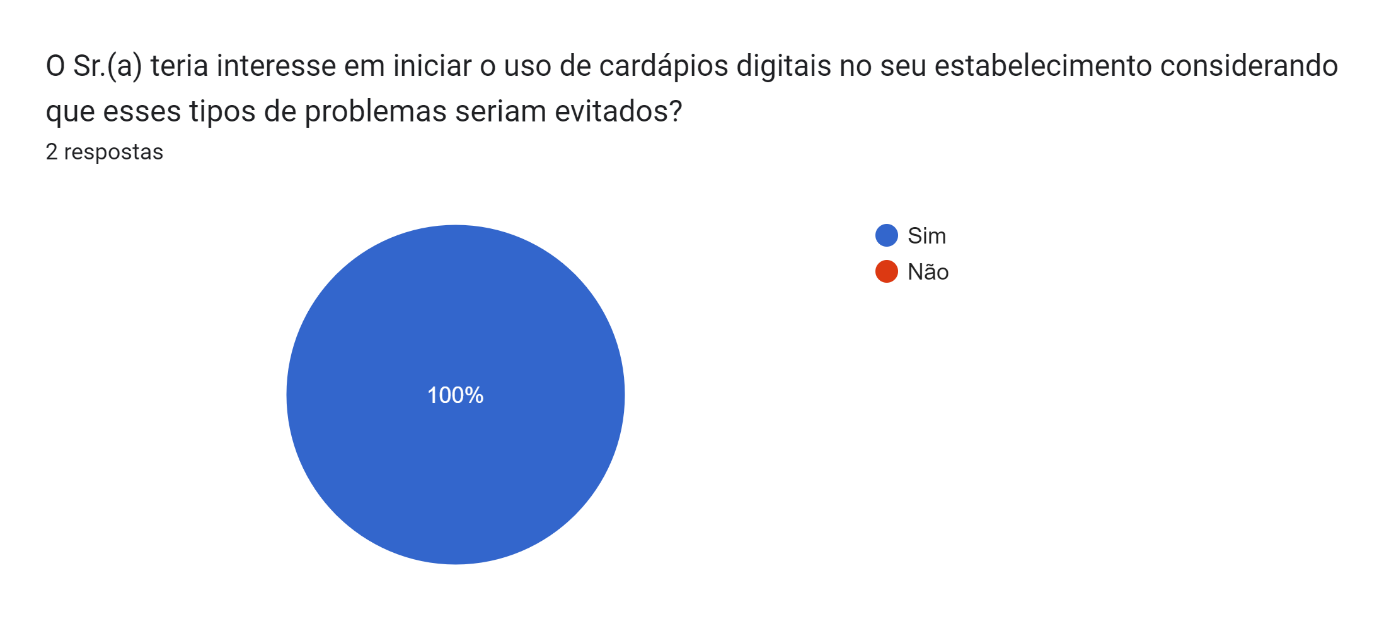 O Sr.(a) teria interesse em iniciar o uso de cardápios digitais no seu estabelecimento considerando
que esses tipos de problemas seriam evitados?
2 respostas
Sim
Não
100%